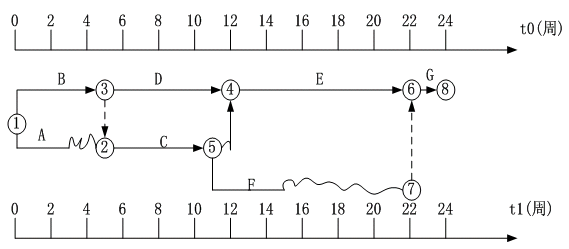 0 2 4 6 8 10 12 14 16 18 20 22 24 t0(周)
B D E G
1 3 4 6 8
A C
2 5
F
7
0 2 4 6 8 10 12 14 16 18 20 22 24 t1(周)